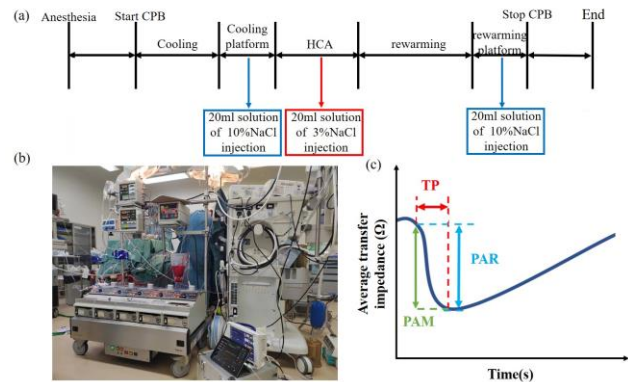 (a)
Anesthesia
Start CPB
Cooling
Cooling
platform
HCA
rewarming
rewarming
platform
Stop CPB
End
20ml solution
of 10%NaCl
injection
20ml solution
of 3%NaCl
injection
20ml solution
of 10%NaCl
injection
(b)
(c)
TP
PAR
PAM
Average transfer
impedance (Ω)
Time(s)